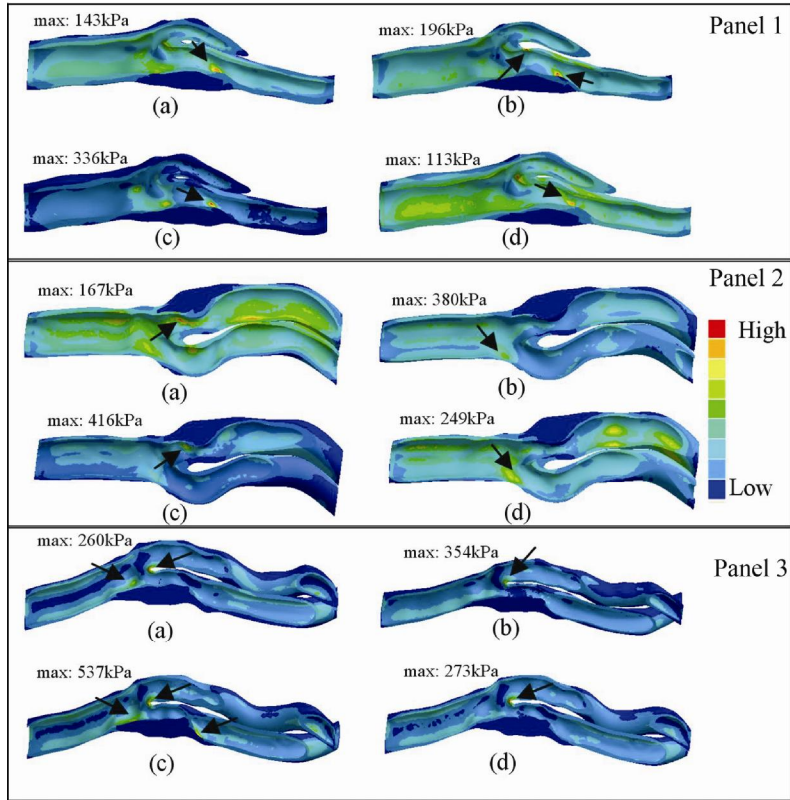 Panel 1
max: 143kPa
(a)
max: 196kPa
(b)
max: 336kPa
(c)
max: 113kPa
(d)
Panel 2
max: 167kPa
(a)
max: 380kPa
(b)
max: 416kPa
(c)
max: 249kPa
(d)
High
Low
Panel 3
max: 260kPa
(a)
max: 354kPa
(b)
max: 537kPa
(c)
max: 273kPa
(d)